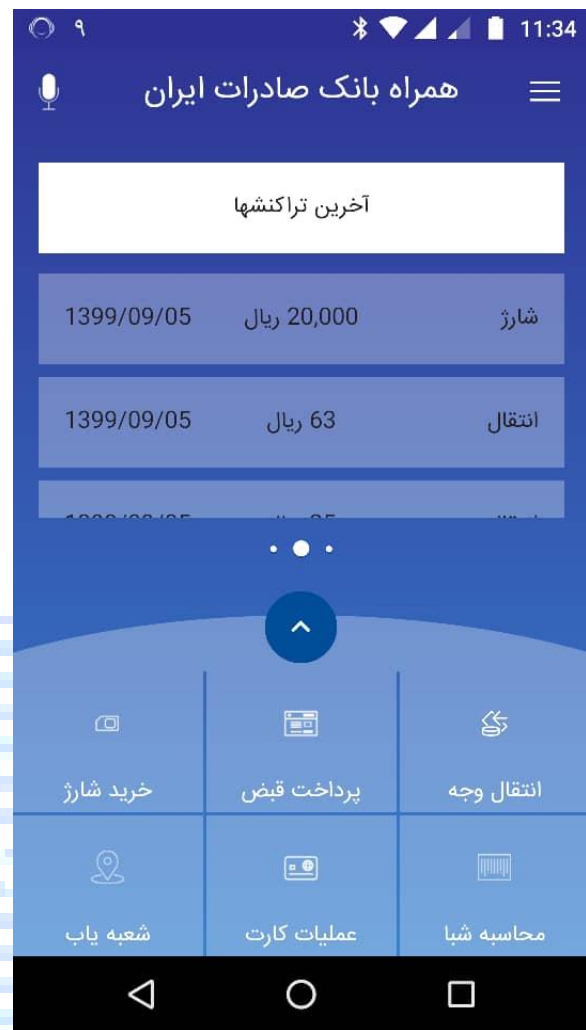 ۹ 11:34
همراه بانک صادرات ایران
آخرین تراکنشها
شارژ 20,000 ریال 1399/09/05
انتقال 63 ریال 1399/09/05
انتقال وجه پرداخت قبض خرید شارژ
محاسبه شبا عملیات کارت شعبه یاب